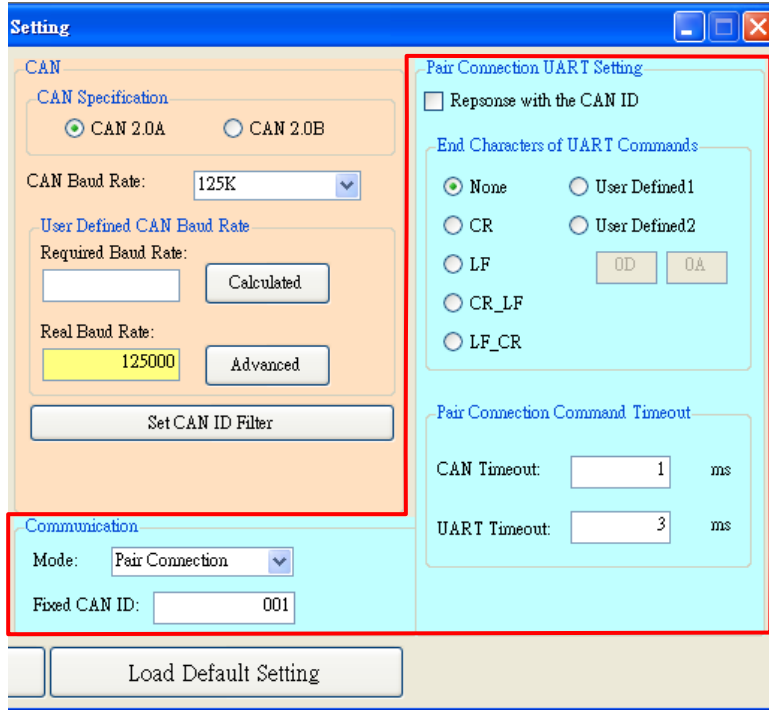 Setting
CAN
CAN Specification
CAN 2.0A CAN 2.0B
CAN Baud Rate: 125K
User Defined CAN Baud Rate
Required Baud Rate:
Calculated
Real Baud Rate:
125000 Advanced
Set CAN ID Filter
Communication
Mode: Pair Connection
Fixed CAN ID: 001
Pair Connection UART Setting
Repsonse with the CAN ID
End Characters of UART Commands
None User Defined1
CR User Defined2
LF 0D 0A
CR_LF
LF_CR
Pair Connection Command Timeout
CAN Timeout: 1 ms
UART Timeout: 3 ms
Load Default Setting